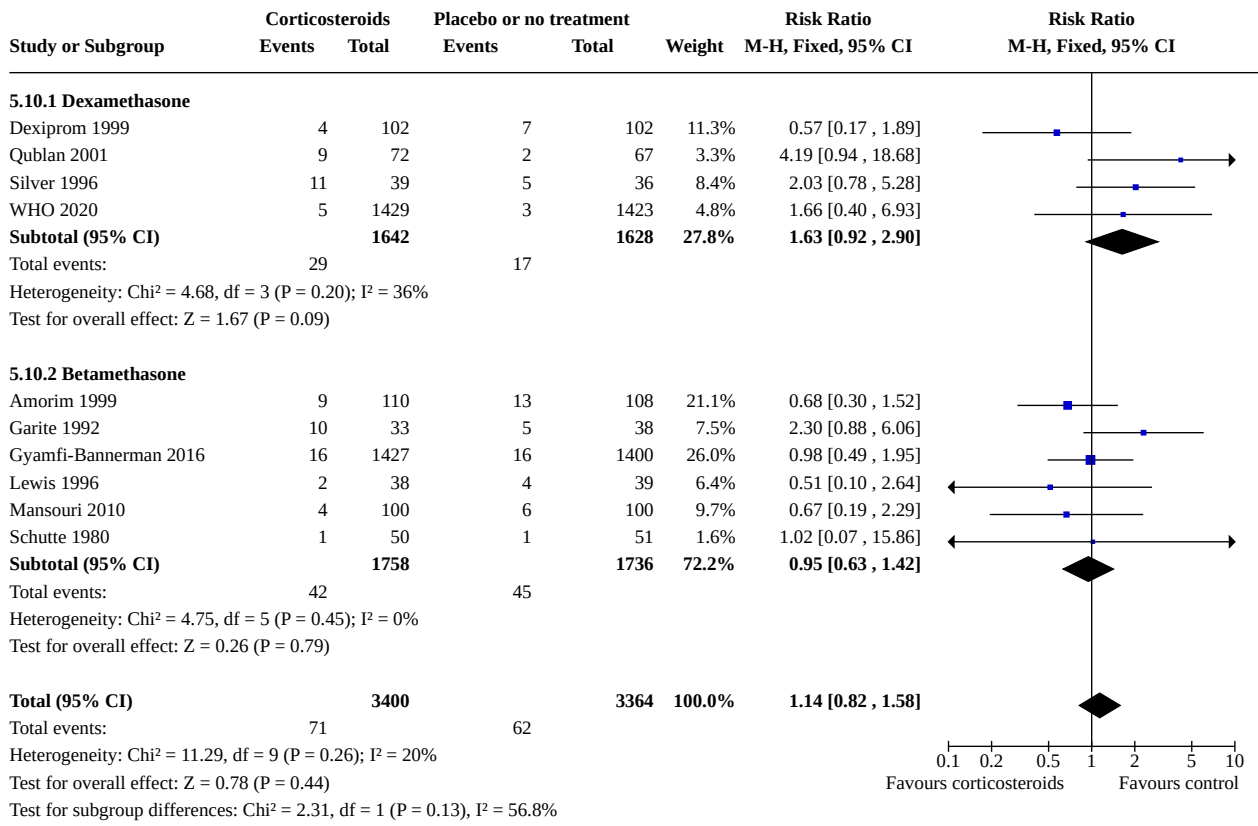 Corticosteroids Placebo or no treatment Risk Ratio Risk Ratio
Study or Subgroup Events Total Events Total Weight M-H, Fixed, 95% CI M-H, Fixed, 95% CI
5.10.1 Dexamethasone
Dexiprom 1999 4 102 7 102 11.3% 0.57 [0.17 , 1.89]
Qublan 2001 9 72 2 67 3.3% 4.19 [0.94 , 18.68]
Silver 1996 11 39 5 36 8.4% 2.03 [0.78 , 5.28]
WHO 2020 5 1429 3 1423 4.8% 1.66 [0.40 , 6.93]
Subtotal (95% CI) 1642 1628 27.8% 1.63 [0.92 , 2.90]
Total events: 29 17
Heterogeneity: Chi² = 4.68, df = 3 (P = 0.20); I² = 36%
Test for overall effect: Z = 1.67 (P = 0.09)
5.10.2 Betamethasone
Amorim 1999 9 110 13 108 21.1% 0.68 [0.30 , 1.52]
Garite 1992 10 33 5 38 7.5% 2.30 [0.88 , 6.06]
Gyamfi-Bannerman 2016 16 1427 16 1400 26.0% 0.98 [0.49 , 1.95]
Lewis 1996 2 38 4 39 6.4% 0.51 [0.10 , 2.64]
Mansouri 2010 4 100 6 100 9.7% 0.67 [0.19 , 2.29]
Schutte 1980 1 50 1 51 1.6% 1.02 [0.07 , 15.86]
Subtotal (95% CI) 1758 1736 72.2% 0.95 [0.63 , 1.42]
Total events: 42 45
Heterogeneity: Chi² = 4.75, df = 5 (P = 0.45); I² = 0%
Test for overall effect: Z = 0.26 (P = 0.79)
Total (95% CI) 3400 3364 100.0% 1.14 [0.82 , 1.58]
Total events: 71 62
Heterogeneity: Chi² = 11.29, df = 9 (P = 0.26); I² = 20%
0.1 0.2 0.5 1 2 5 10
Test for overall effect: Z = 0.78 (P = 0.44) Favours corticosteroids Favours control
Test for subgroup differences: Chi² = 2.31, df = 1 (P = 0.13), I² = 56.8%